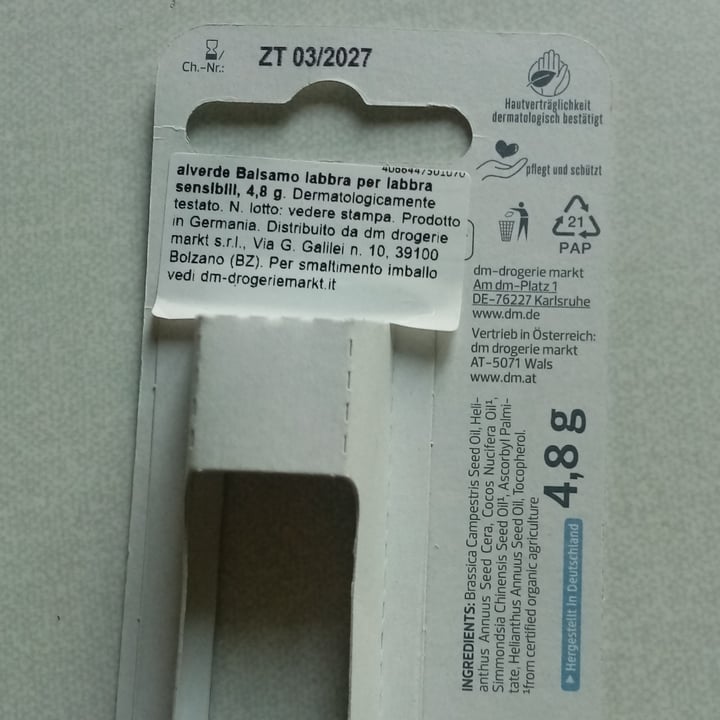 Ch.-Nr.:
ZT 03/2027
Hautverträglichkeit
dermatologisch bestätigt
pflegt und schützt
21
PAP
alverde Balsamo labbra per labbra
sensibili, 4,8 g. Dermatologicamente
testato. N. lotto: vedere stampa. Prodotto
in Germania. Distribuito da dm drogerie
markt s.r.l., Via G. Galilei n. 10, 39100
Bolzano (BZ). Per smaltimento imballo
vedi dm-drogeriemarkt.it
dm-drogerie markt
Am dm-Platz 1
DE-76227 Karlsruhe
www.dm.de
Vertrieb in Österreich:
dm drogerie markt
AT-5071 Wals
www.dm.at
INGREDIENTS: Brassica Campestris Seed Oil, Heli-
anthus Annuus Seed Cera, Cocos Nucifera Oil¹,
Simmondsia Chinensis Seed Oil¹, Ascorbyl Palmi-
tate, Helianthus Annuus Seed Oil, Tocopherol.
¹from certified organic agriculture
4,8 g
Hergestellt in Deutschland